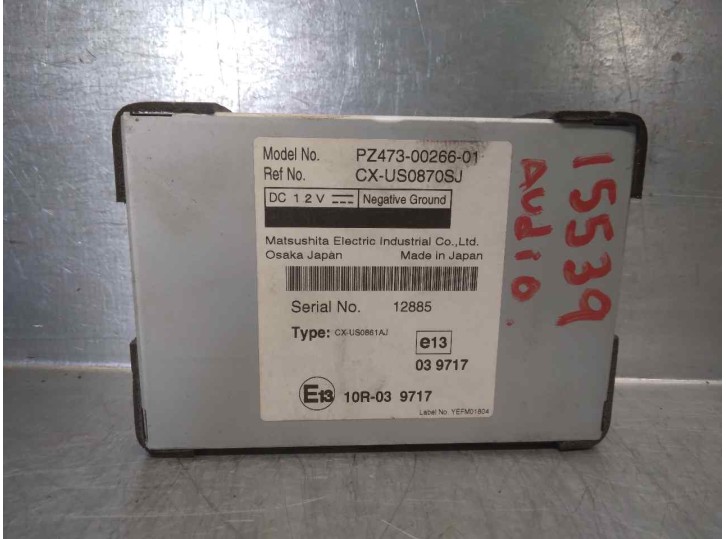 Model No. PZ473-00266-01
Ref No. CX-US0870SJ
DC 12V Negative Ground
Matsushita Electric Industrial Co.,Ltd.
Osaka Japan Made in Japan
Serial No. 12885
Type: CX-US0861AJ
e13
03 9717
E13 10R-03 9717
Label No. YEFM01804
15539
AUDIO.